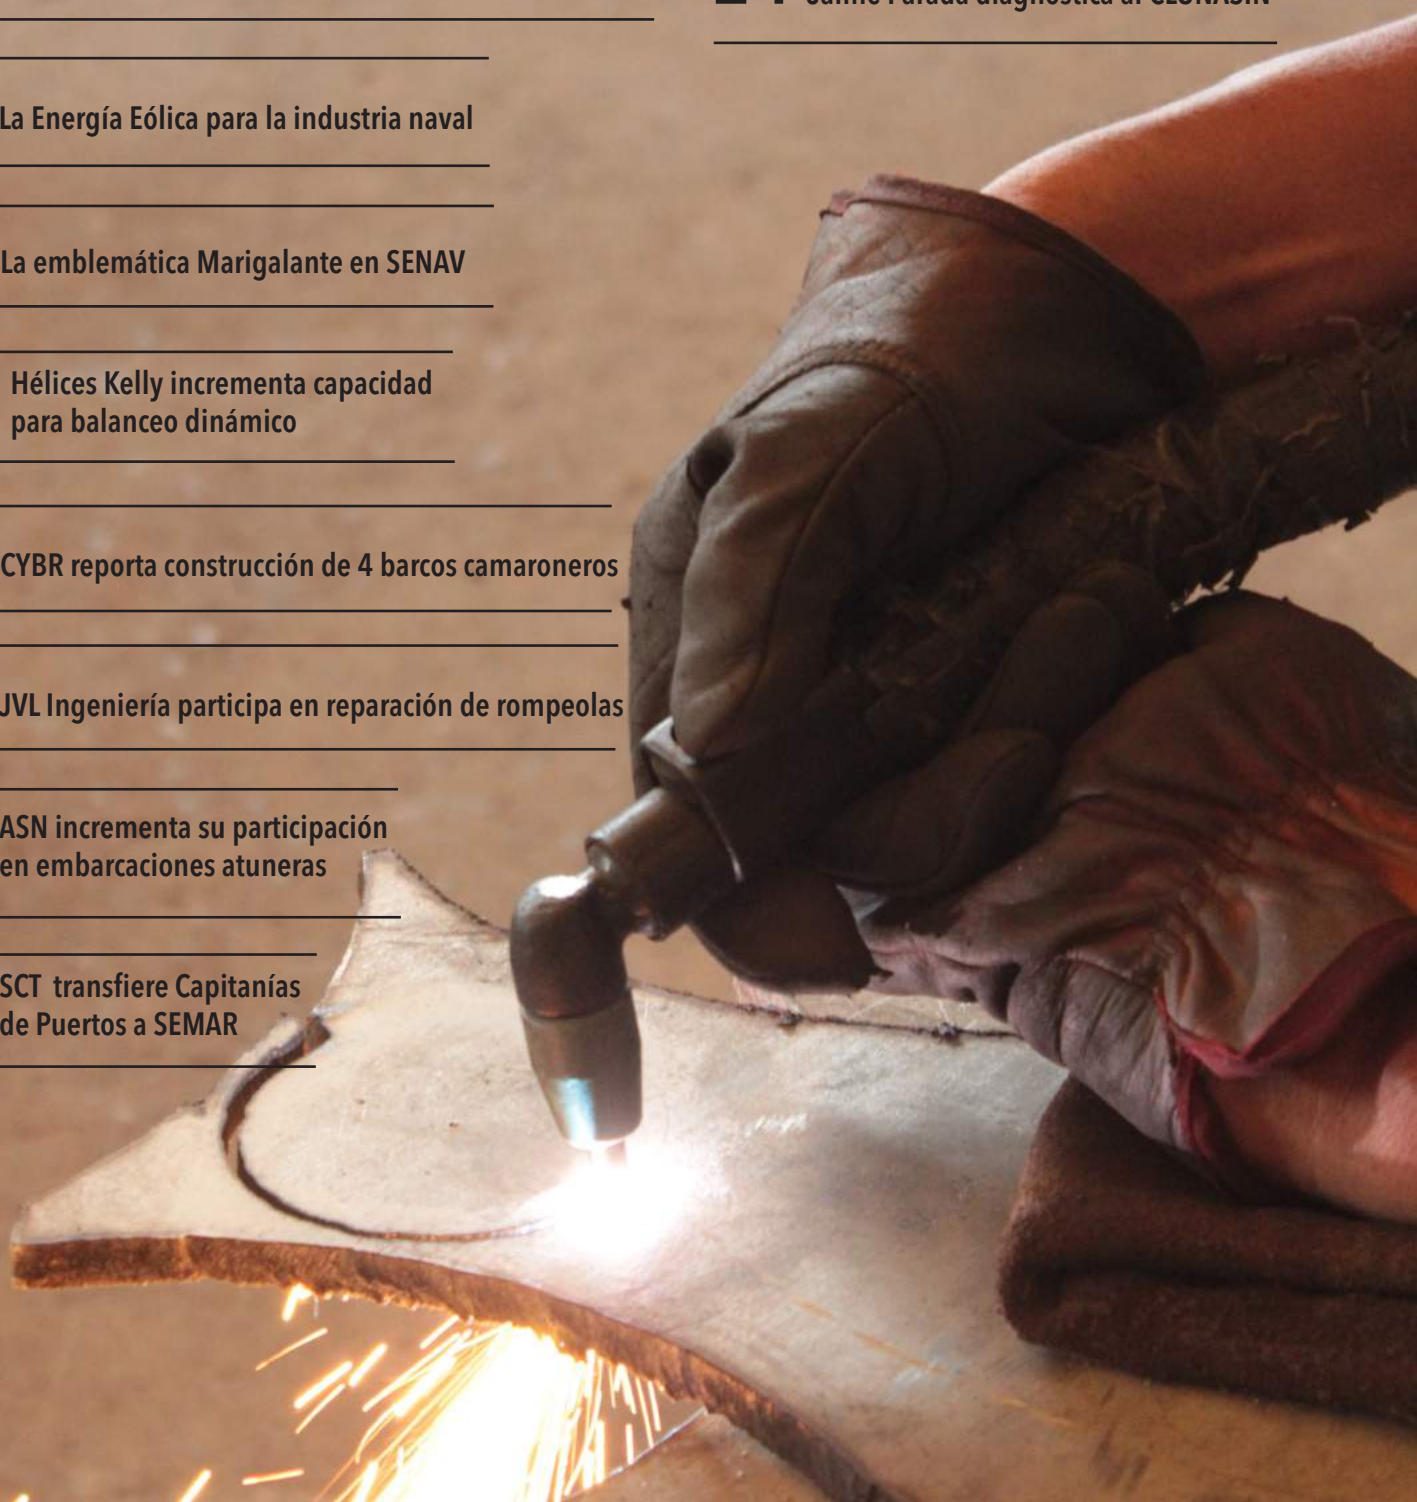 La Energía Eólica para la industria naval
La emblemática Marigalante en SENAV
Hélices Kelly incrementa capacidad
para balanceo dinámico
CYBR reporta construcción de 4 barcos camaroneros
JVL Ingeniería participa en reparación de rompeolas
ASN incrementa su participación
en embarcaciones atuneras
SCT transfiere Capitanías
de Puertos a SEMAR